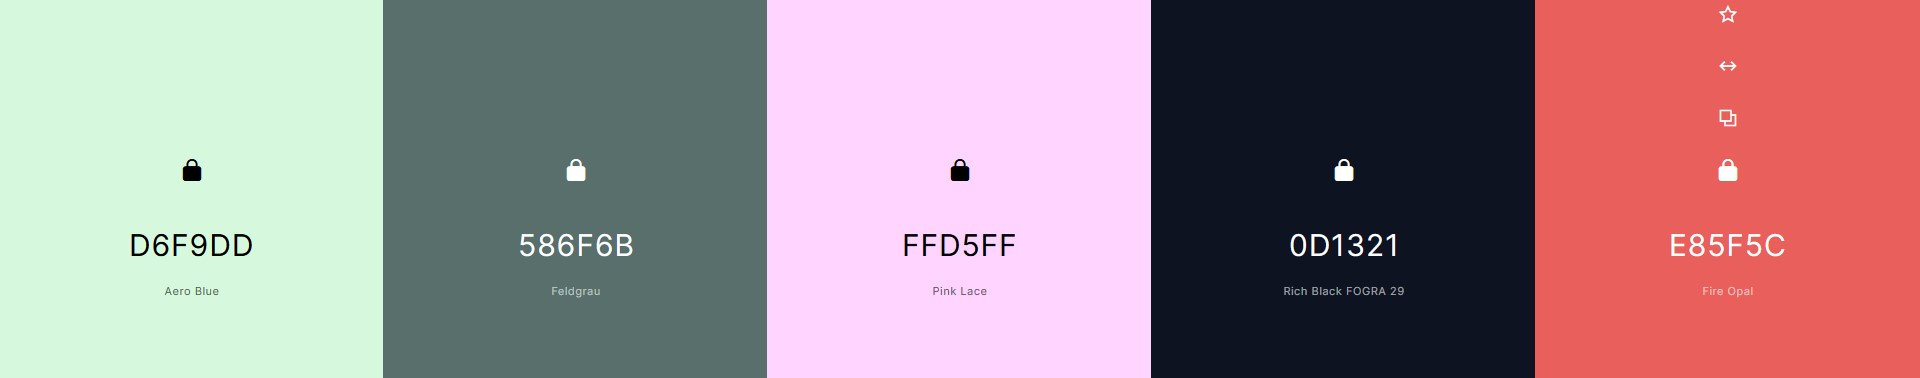 D6F9DD
Aero Blue
586F6B
Feldgrau
FFD5FF
Pink Lace
0D1321
Rich Black FOGRA 29
E85F5C
Fire Opal